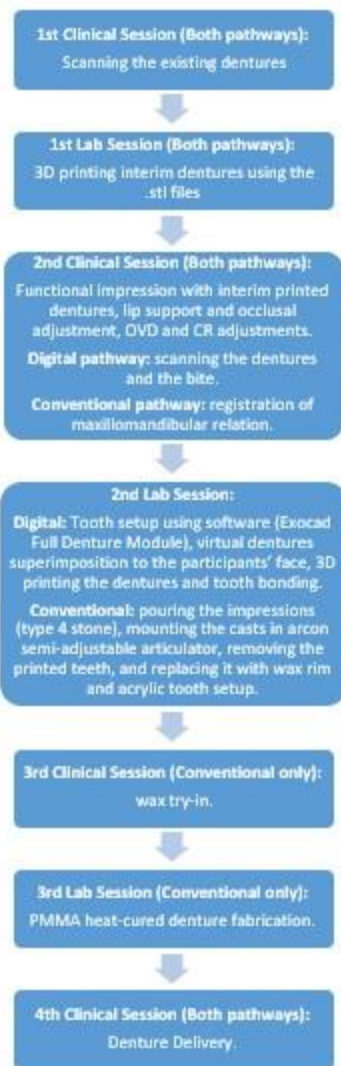 1st Clinical Session (Both pathways):
Scanning the existing dentures
1st Lab Session (Both pathways):
3D printing interim dentures using the
.stl files
2nd Clinical Session (Both pathways):
Functional impression with interim printed
dentures, lip support and occlusal
adjustment, OVD and CR adjustments.
Digital pathway: scanning the dentures
and the bite.
Conventional pathway: registration of
maxillomandibular relation.
2nd Lab Session:
Digital: Tooth setup using software (Exocad
Full Denture Module), virtual dentures
superimposition to the participants' face, 3D
printing the dentures and tooth bonding.
Conventional: pouring the impressions
(type 4 stone), mounting the casts in arcon
semi-adjustable articulator, removing the
printed teeth, and replacing it with wax rim
and acrylic tooth setup.
3rd Clinical Session (Conventional only):
wax try-in.
3rd Lab Session (Conventional only):
PMMA heat-cured denture fabrication.
4th Clinical Session (Both pathways):
Denture Delivery.